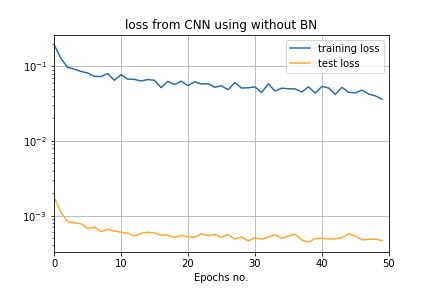 loss from CNN using without BN
training loss
test loss
10⁻¹
10⁻²
10⁻³
0 10 20 30 40 50
Epochs no.